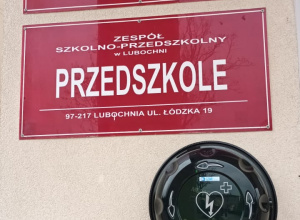 ZESPÓŁ
SZKOLNO-PRZEDSZKOLNY
w LUBOCHNI
PRZEDSZKOLE
97-217 LUBOCHNIA UL. ŁÓDZKA 19